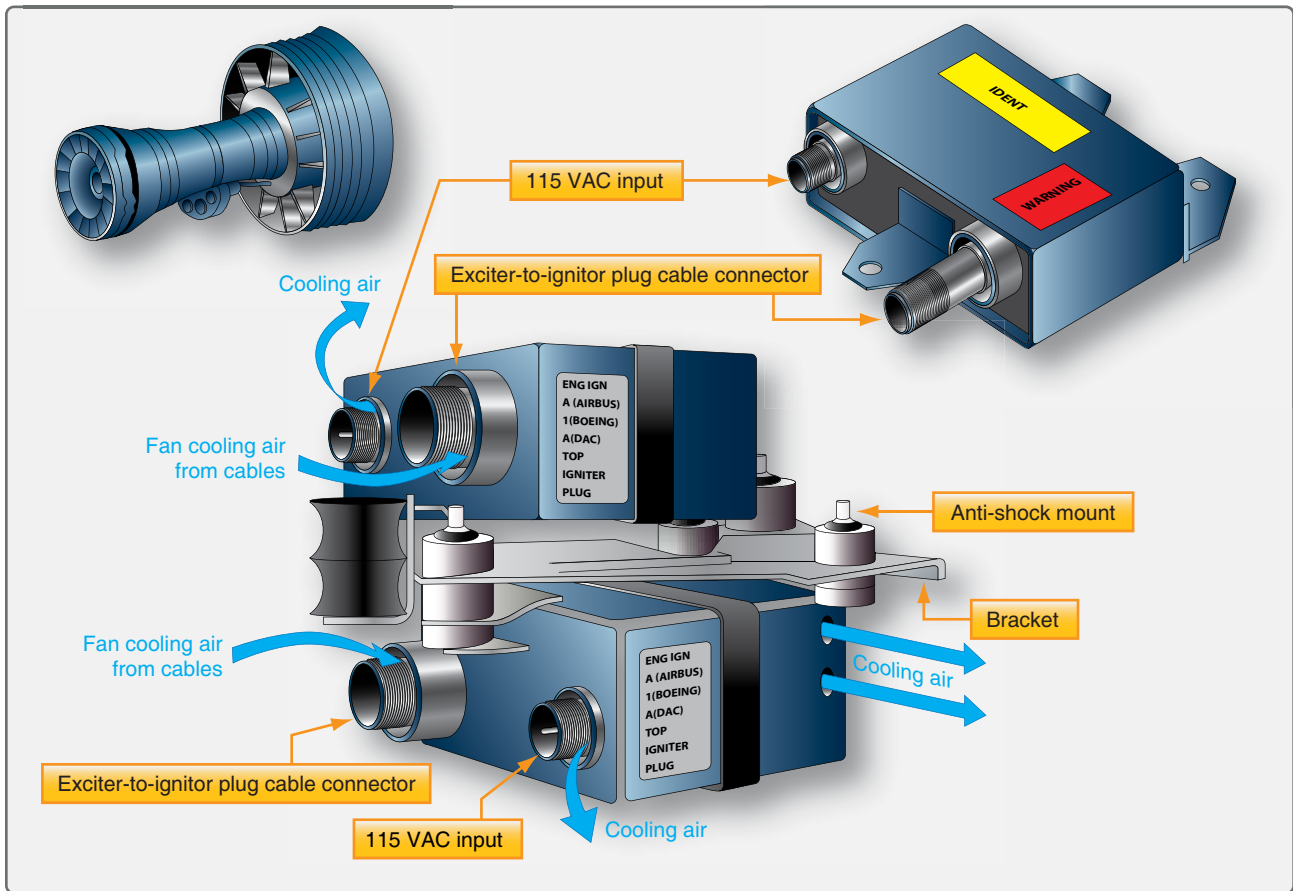 IDENT
WARNING
115 VAC input
Exciter-to-ignitor plug cable connector
Cooling air
ENG IGN
A (AIRBUS)
1(BOEING)
A(DAC)
TOP
IGNITER
PLUG
Fan cooling air
from cables
Anti-shock mount
Bracket
Fan cooling air
from cables
Cooling air
ENG IGN
A (AIRBUS)
1(BOEING)
A(DAC)
TOP
IGNITER
PLUG
Exciter-to-ignitor plug cable connector
115 VAC input
Cooling air